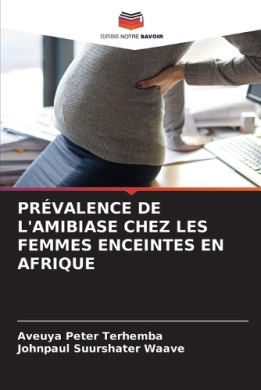 EDITIONS NOTRE SAVOIR
PRÉVALENCE DE
L'AMIBIASE CHEZ LES
FEMMES ENCEINTES EN
AFRIQUE
Aveuya Peter Terhemba
Johnpaul Suurshater Waave